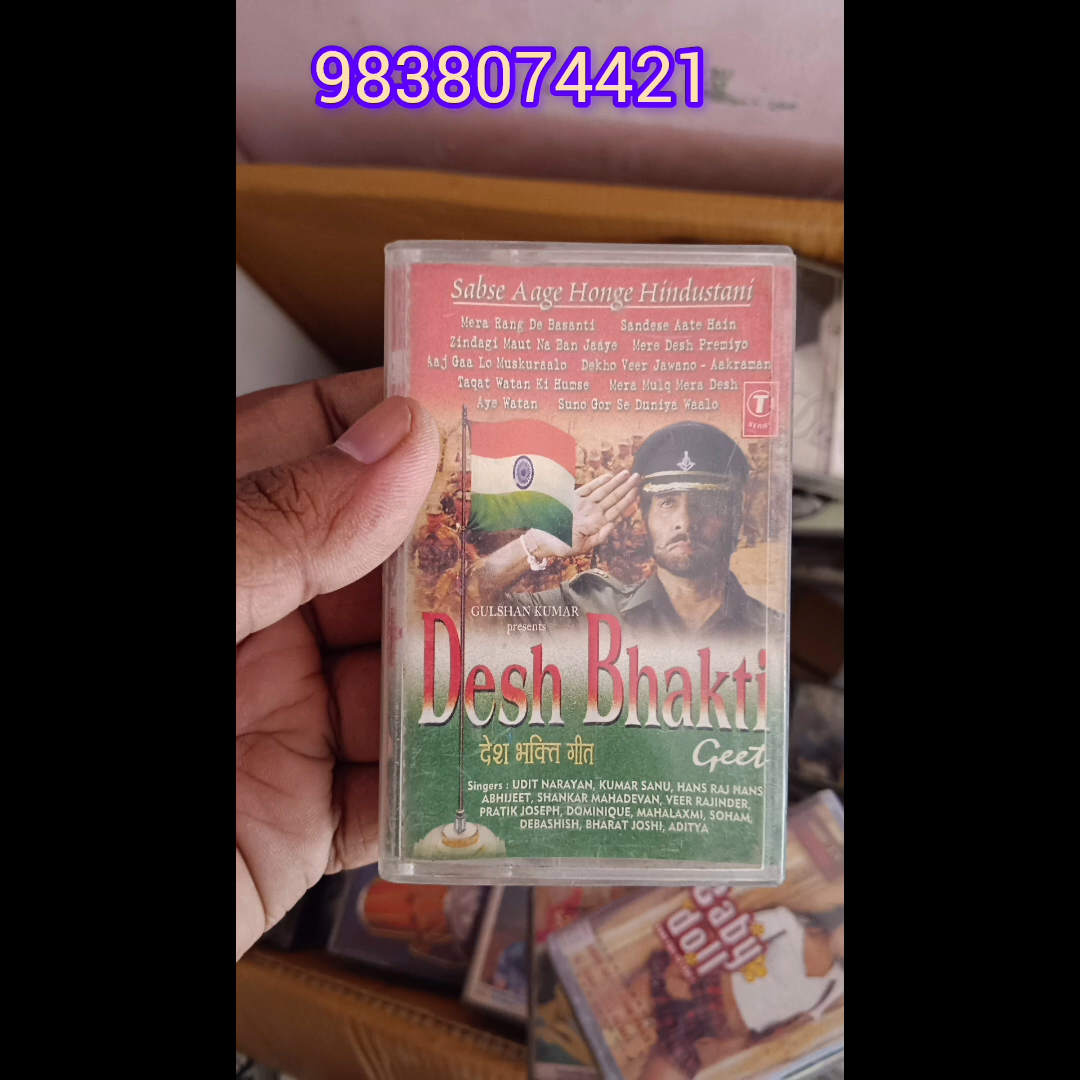 9838074421
Sabse Aage Honge Hindustani
Mera Rang De Basanti Sandese Aate Hain
Zindagi Maut Na Ban Jaaye Mere Desh Premiyo
Aaj Gaa Lo Muskuraalo Dekho Veer Jawano - Aakraman
Taqat Watan Ki Humse Mera Mulq Mera Desh
Aye Watan Suno Gor Se Duniya Waalo
T
SERIES
GULSHAN KUMAR
presents
Desh Bhakti
देश भक्ति गीत Geet
Singers : UDIT NARAYAN, KUMAR SANU, HANS RAJ HANS
ABHIJEET, SHANKAR MAHADEVAN, VEER RAJINDER,
PRATIK JOSEPH, DOMINIQUE, MAHALAXMI, SOHAM,
DEBASHISH, BHARAT JOSHI, ADITYA
doll